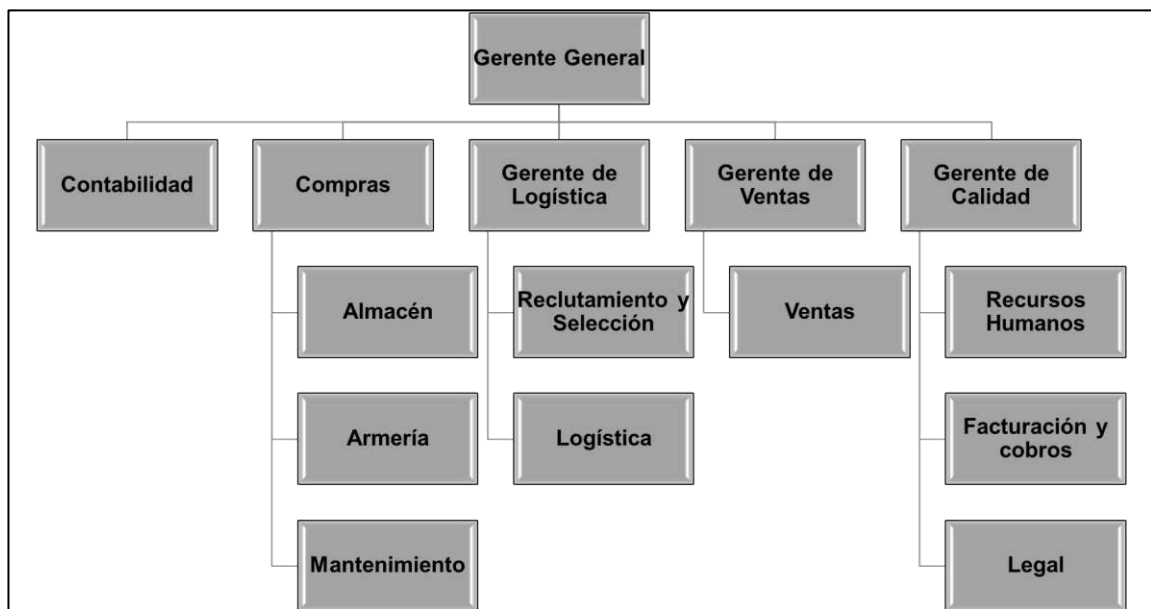 Gerente General
Contabilidad
Compras
Gerente de
Logística
Gerente de
Ventas
Gerente de
Calidad
Almacén
Reclutamiento y
Selección
Ventas
Recursos
Humanos
Armería
Logística
Facturación y
cobros
Mantenimiento
Legal